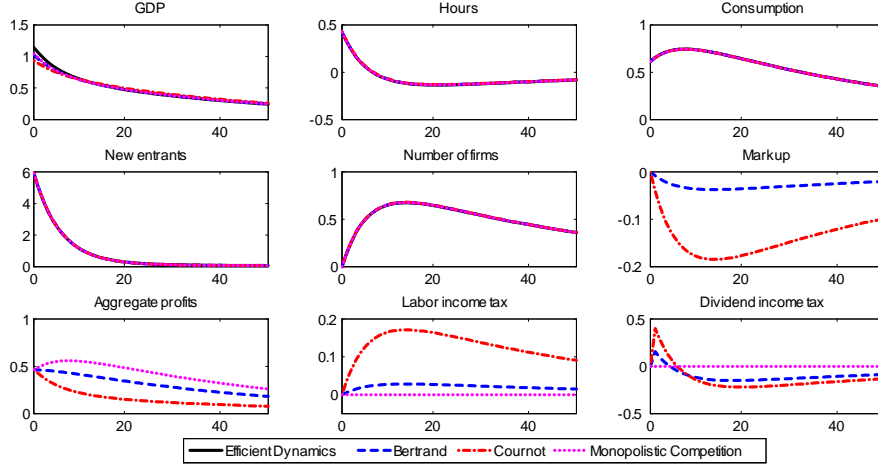 GDP
Hours
Consumption
1.5
1
0.5
0
0 20 40
0.5
0
-0.5
0 20 40
1
0.5
0
0 20 40
New entrants
Number of firms
Markup
6
4
2
0
0 20 40
1
0.5
0
0 20 40
0
-0.1
-0.2
0 20 40
Aggregate profits
Labor income tax
Dividend income tax
1
0.5
0
0 20 40
0.2
0.1
0
0 20 40
0.5
0
-0.5
0 20 40
Efficient Dynamics Bertrand Cournot Monopolistic Competition